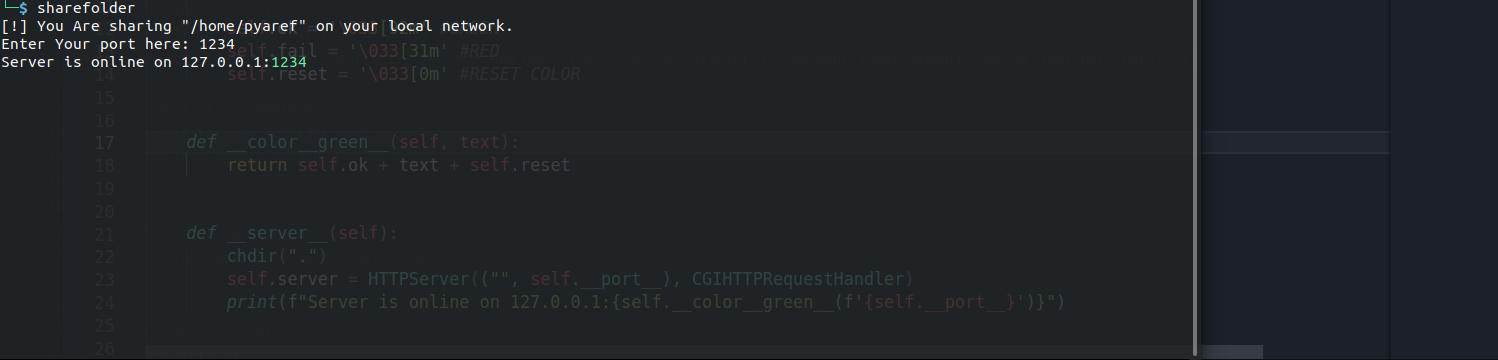 └─$ sharefolder
[!] You Are sharing "/home/pyaref" on your local network.
Enter Your port here: 1234
self.fail = '\033[31m' #RED
Server is online on 127.0.0.1:1234
14 self.reset = '\033[0m' #RESET COLOR
15
16
17 def __color__green__(self, text):
18 return self.ok + text + self.reset
19
20
21 def __server__(self):
22 chdir(".")
23 self.server = HTTPServer(("", self.__port__), CGIHTTPRequestHandler)
24 print(f"Server is online on 127.0.0.1:{self.__color__green__(f'{self.__port__}')}")
25
26